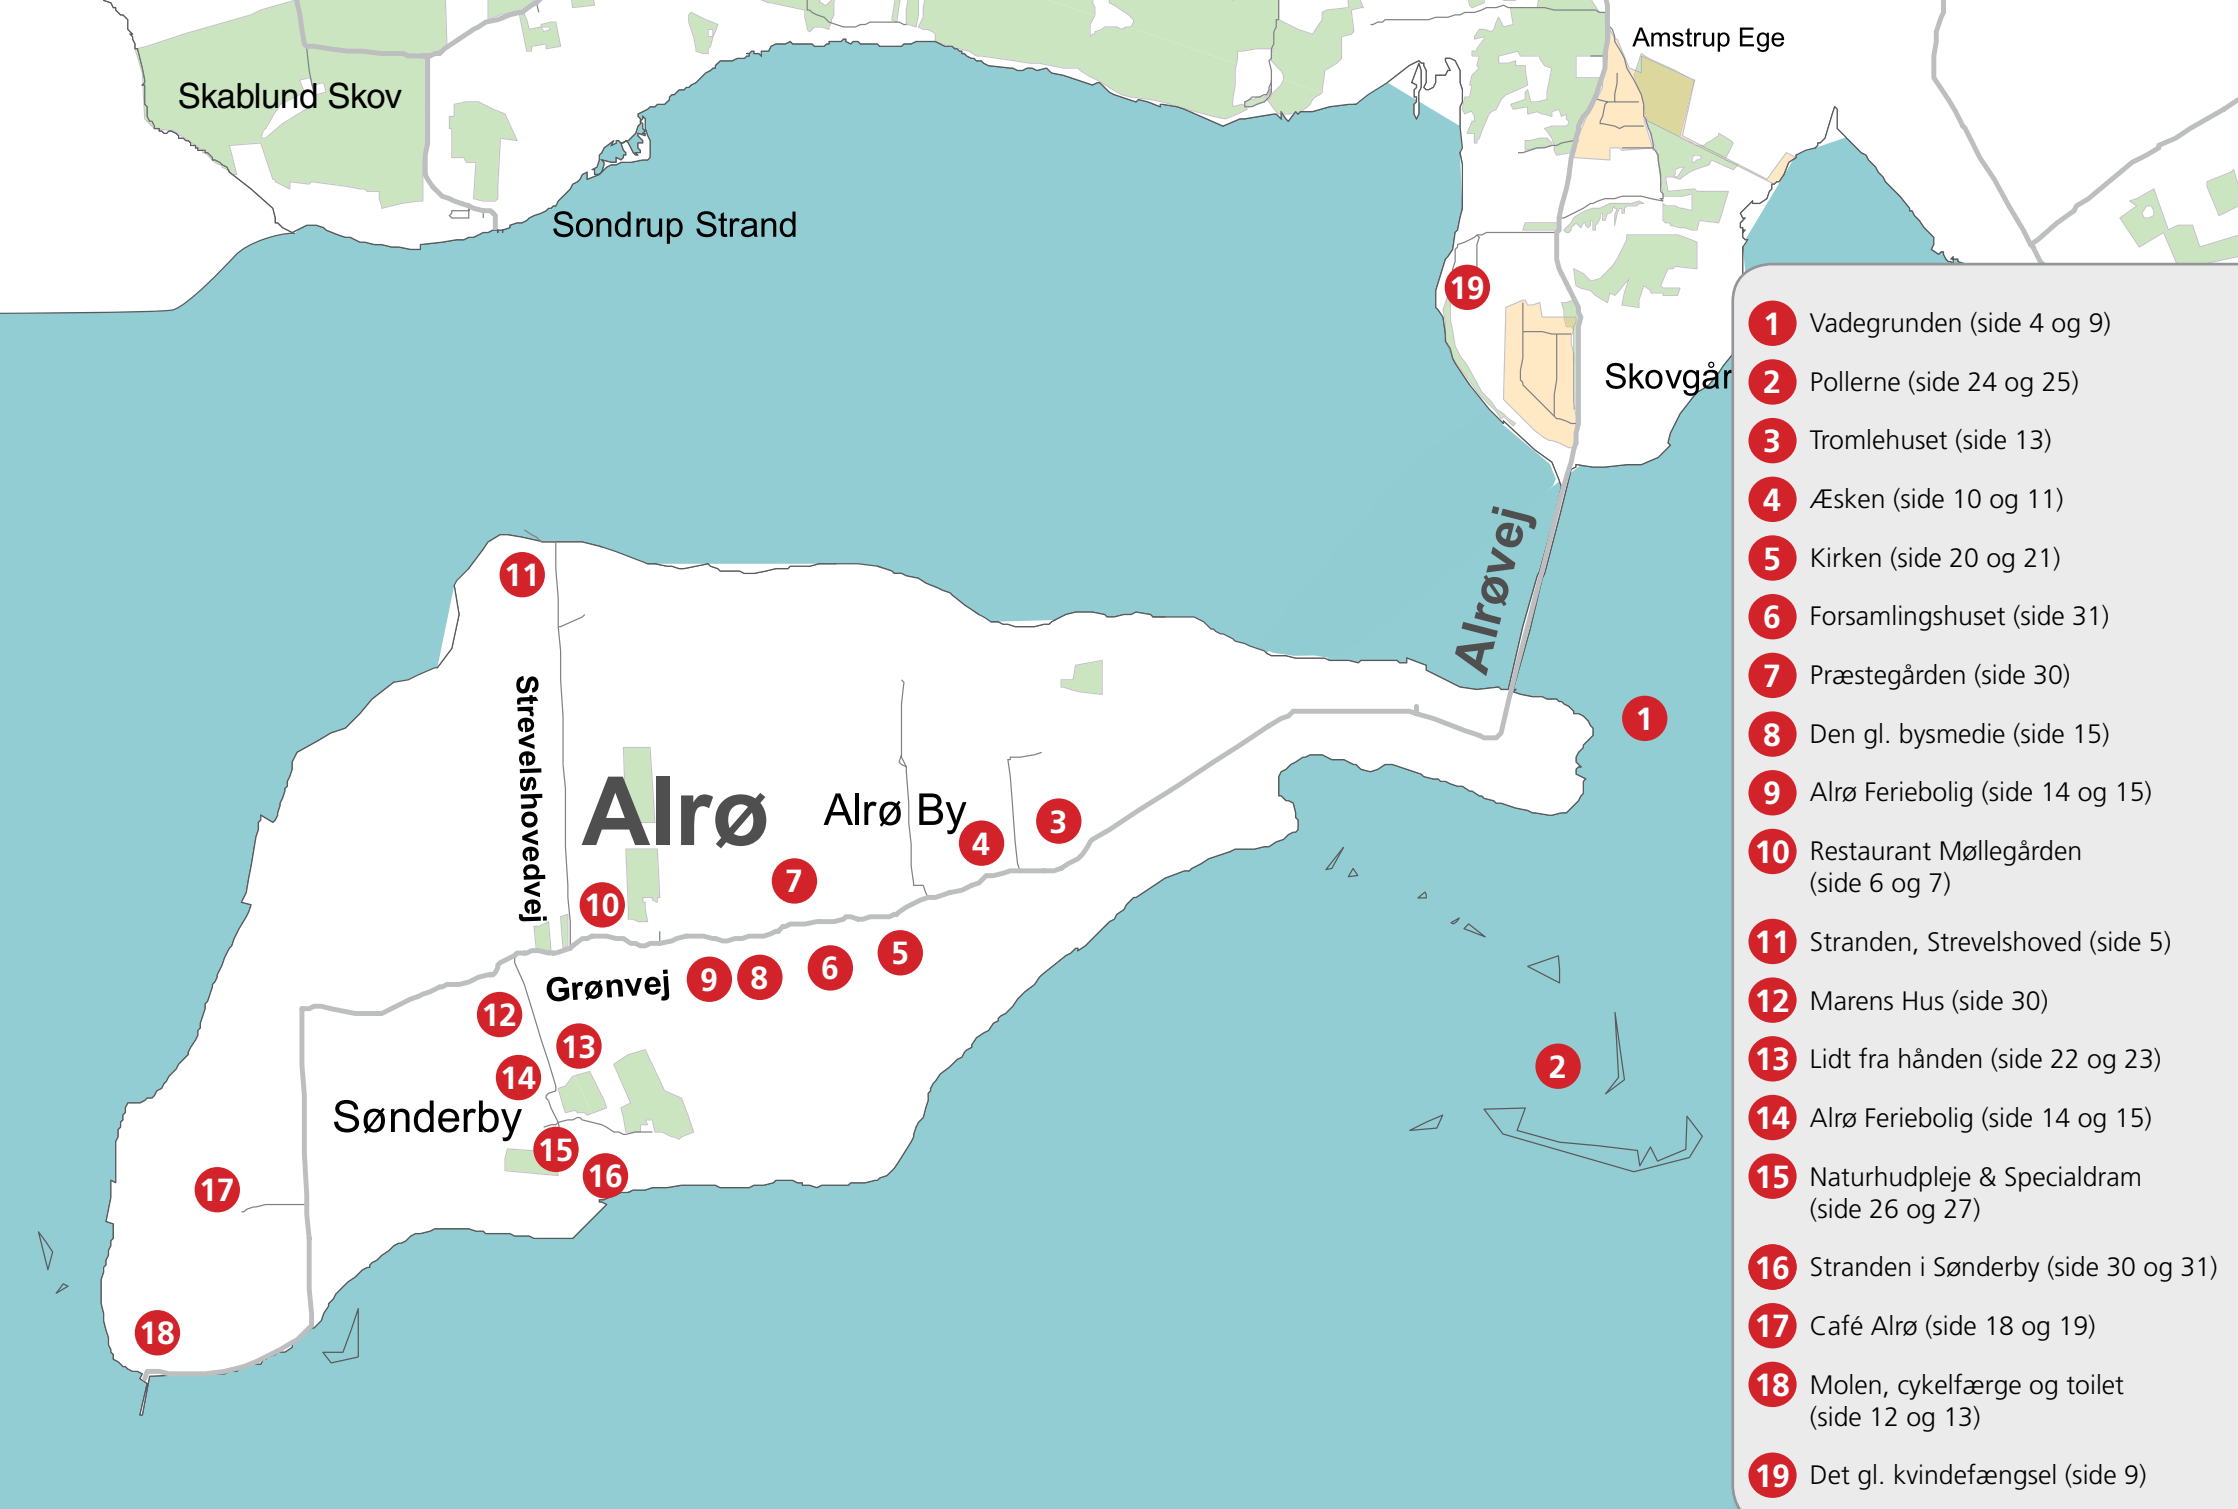 Amstrup Ege
Skablund Skov
Sondrup Strand
19
Skovgår
Alrøvej
11
Strevelshovedvej
1
Alrø
Alrø By
3
4
7
10
5
6
8
9
Grønvej
12
13
14
2
Sønderby
15
16
17
18
1 Vadegrunden (side 4 og 9)
2 Pollerne (side 24 og 25)
3 Tromlehuset (side 13)
4 Æsken (side 10 og 11)
5 Kirken (side 20 og 21)
6 Forsamlingshuset (side 31)
7 Præstegården (side 30)
8 Den gl. bysmedie (side 15)
9 Alrø Feriebolig (side 14 og 15)
10 Restaurant Møllegården
(side 6 og 7)
11 Stranden, Strevelshoved (side 5)
12 Marens Hus (side 30)
13 Lidt fra hånden (side 22 og 23)
14 Alrø Feriebolig (side 14 og 15)
15 Naturhudpleje & Specialdram
(side 26 og 27)
16 Stranden i Sønderby (side 30 og 31)
17 Café Alrø (side 18 og 19)
18 Molen, cykelfærge og toilet
(side 12 og 13)
19 Det gl. kvindefængsel (side 9)